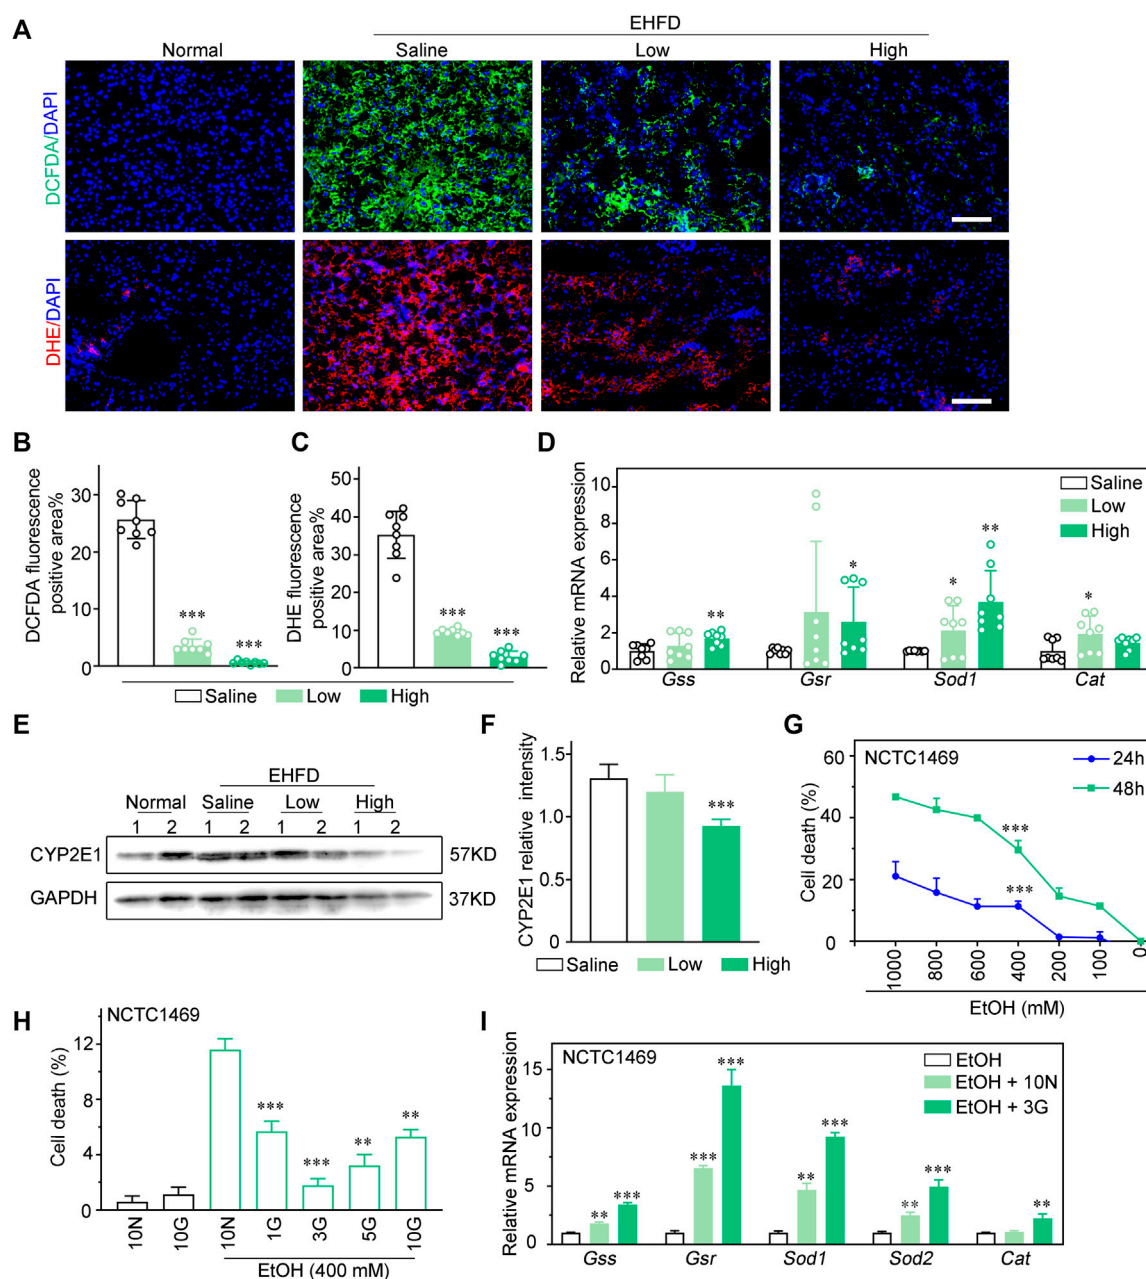 A
EHFD
Normal
Saline
Low
High
DCFDA/DAPI
DHE/DAPI
B
DCFDA fluorescence
positive area%
30
20
10
0
***
***
C
DHE fluorescence
positive area%
50
40
30
20
10
0
***
***
Saline
Low
High
D
Relative mRNA expression
10
8
6
4
2
0
Saline
Low
High
**
*
*
**
*
Gss
Gsr
Sod1
Cat
E
EHFD
Normal
Saline
Low
High
1 2 1 2 1 2 1 2
CYP2E1
57KD
GAPDH
37KD
F
CYP2E1 relative intensity
1.5
1.0
0.5
0
***
Saline
Low
High
G
NCTC1469
Cell death (%)
60
40
20
0
24h
48h
***
***
1000
800
600
400
200
100
0
EtOH (mM)
H
NCTC1469
Cell death (%)
12
8
4
0
***
***
**
**
10N
10G
10N
1G
3G
5G
10G
EtOH (400 mM)
I
NCTC1469
Relative mRNA expression
15
10
5
0
EtOH
EtOH + 10N
EtOH + 3G
**
***
***
***
**
***
**
***
**
Gss
Gsr
Sod1
Sod2
Cat